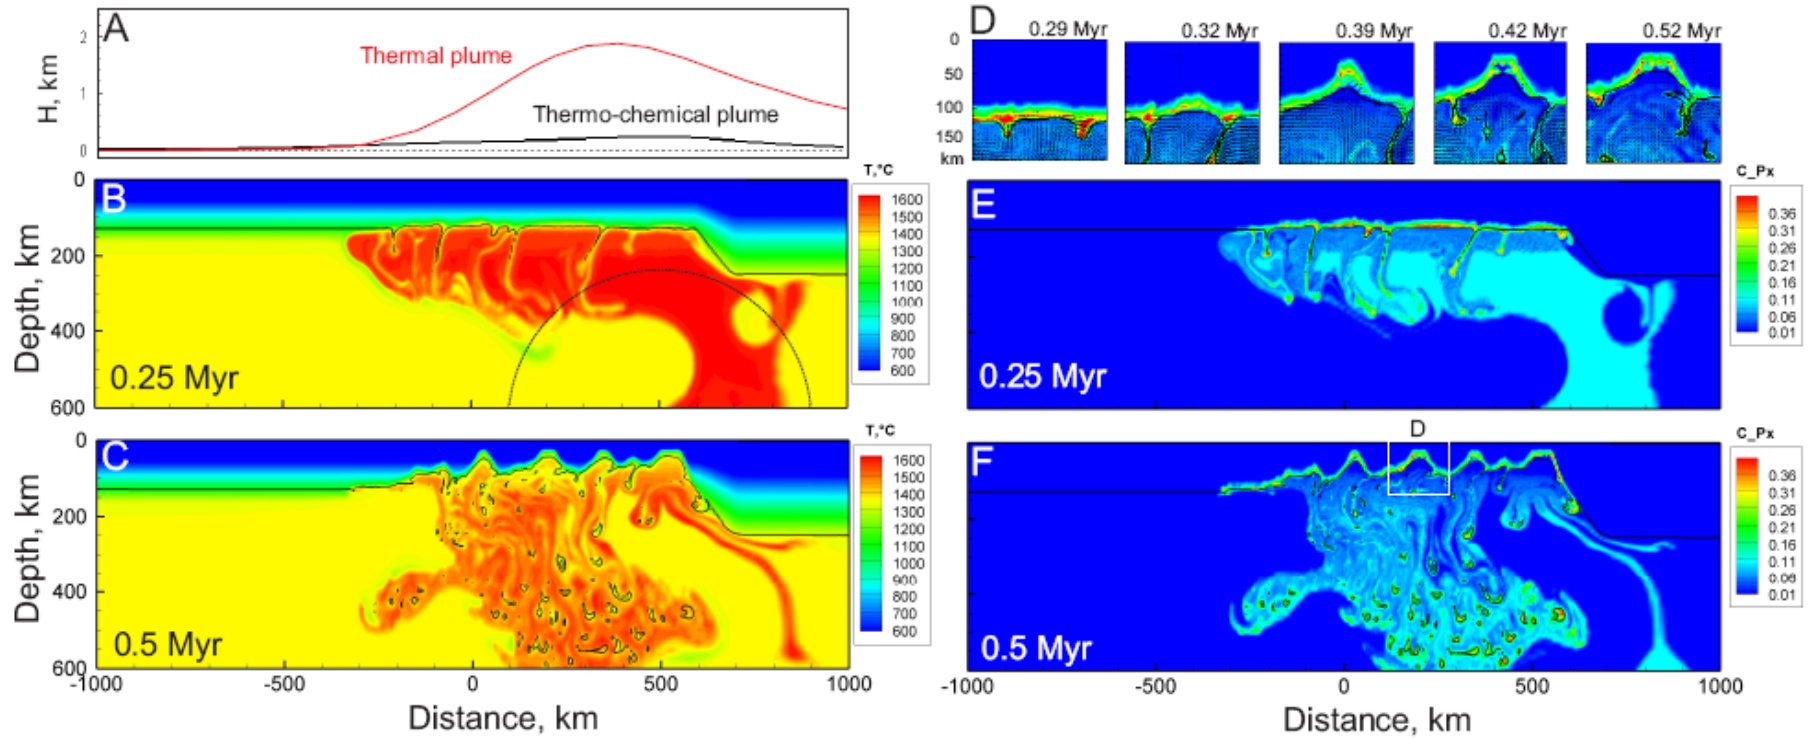 A
H, km
2
1
0
Thermal plume
Thermo-chemical plume
D
0.29 Myr
0.32 Myr
0.39 Myr
0.42 Myr
0.52 Myr
0
50
100
150
km
B
Depth, km
0
200
400
600
0.25 Myr
T,°C
1600
1500
1400
1300
1200
1100
1000
900
800
700
600
E
0.25 Myr
C_Px
0.36
0.31
0.26
0.21
0.16
0.11
0.06
0.01
-500
0
500
1000
C
Depth, km
0
200
400
600
0.5 Myr
-1000
-500
0
500
1000
Distance, km
T,°C
1600
1500
1400
1300
1200
1100
1000
900
800
700
600
F
D
0.5 Myr
-1000
-500
0
500
1000
Distance, km
C_Px
0.36
0.31
0.26
0.21
0.16
0.11
0.06
0.01